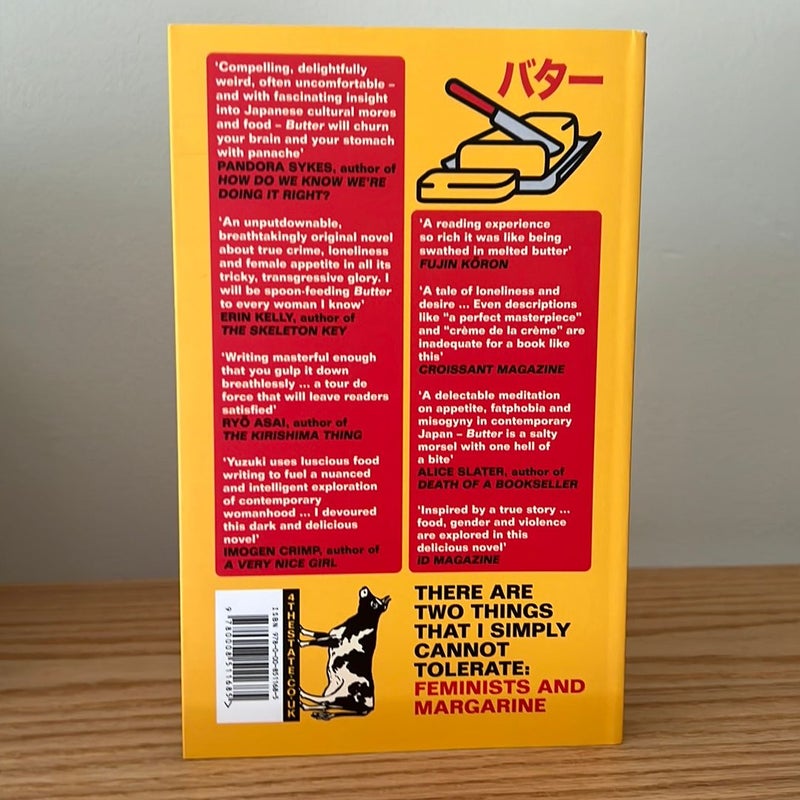 'Compelling, delightfully
weird, often uncomfortable –
and with fascinating insight
into Japanese cultural mores
and food – Butter will churn
your brain and your stomach
with panache'
PANDORA SYKES, author of
HOW DO WE KNOW WE'RE
DOING IT RIGHT?
'An unputdownable,
breathtakingly original novel
about true crime, loneliness
and female appetite in all its
tricky, transgressive glory. I
will be spoon-feeding Butter
to every woman I know'
ERIN KELLY, author of
THE SKELETON KEY
'Writing masterful enough
that you gulp it down
breathlessly ... a tour de
force that will leave readers
satisfied'
RYŌ ASAI, author of
THE KIRISHIMA THING
'Yuzuki uses luscious food
writing to fuel a nuanced
and intelligent exploration
of contemporary
womanhood ... I devoured
this dark and delicious
novel'
IMOGEN CRIMP, author of
A VERY NICE GIRL
バター
'A reading experience
so rich it was like being
swathed in melted butter'
FUJIN KŌRON
'A tale of loneliness and
desire ... Even descriptions
like "a perfect masterpiece"
and "crème de la crème" are
inadequate for a book like
this'
CROISSANT MAGAZINE
'A delectable meditation
on appetite, fatphobia and
misogyny in contemporary
Japan – Butter is a salty
morsel with one hell of
a bite'
ALICE SLATER, author of
DEATH OF A BOOKSELLER
'Inspired by a true story ...
food, gender and violence
are explored in this
delicious novel'
iD MAGAZINE
ISBN 978-0-00-851168-5
9 780008 511685 >
4THESTATE.CO.UK
THERE ARE
TWO THINGS
THAT I SIMPLY
CANNOT
TOLERATE:
FEMINISTS AND
MARGARINE